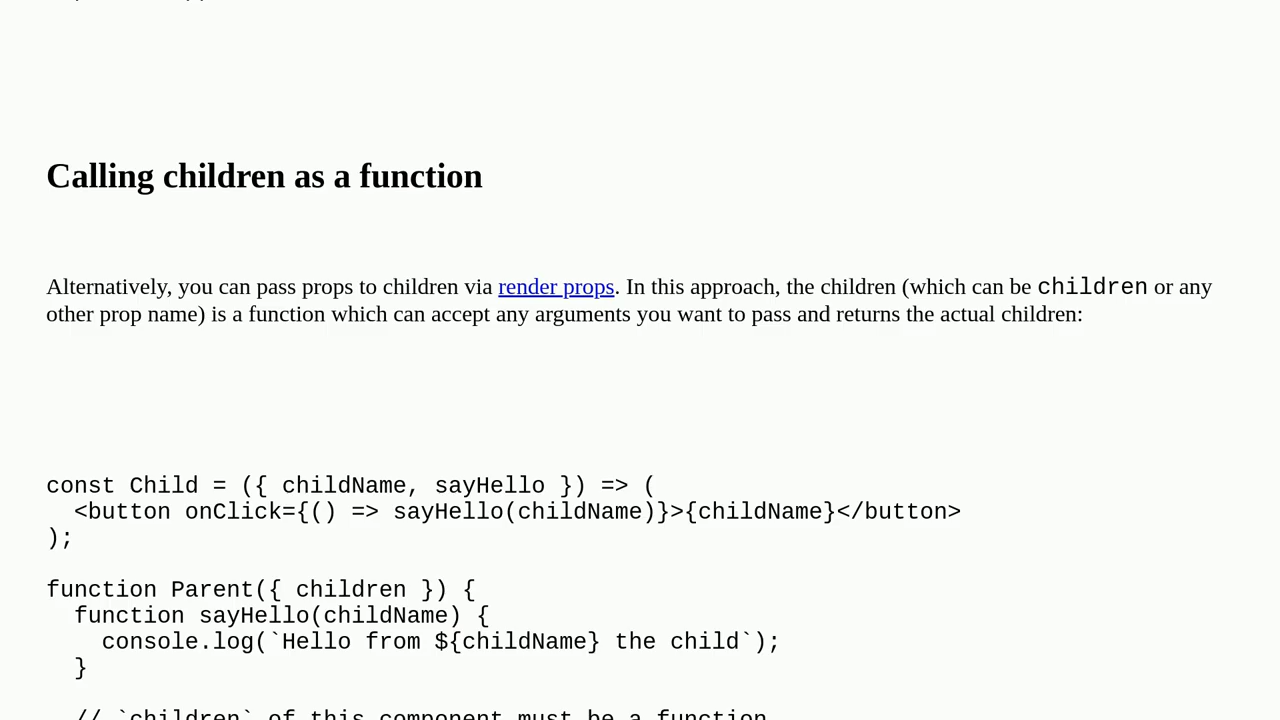 Calling children as a function
Alternatively, you can pass props to children via render props. In this approach, the children (which can be children or any
other prop name) is a function which can accept any arguments you want to pass and returns the actual children:
const Child = ({ childName, sayHello }) => (
  <button onClick={() => sayHello(childName)}>{childName}</button>
);
function Parent({ children }) {
  function sayHello(childName) {
    console.log(`Hello from ${childName} the child`);
  }
  // `children` of this component must be a function